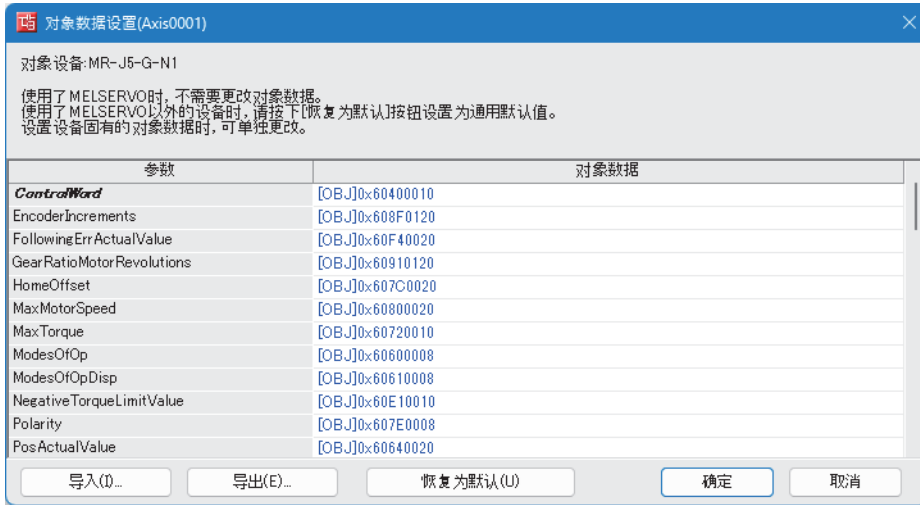 对象数据设置(Axis0001)
对象设备:MR-J5-G-N1
使用了MELSERVO时,不需要更改对象数据。
使用了MELSERVO以外的设备时,请按下[恢复为默认]按钮设置为通用默认值。
设置设备固有的对象数据时,可单独更改。
参数 对象数据
ControlWord [OBJ]0x60400010
EncoderIncrements [OBJ]0x608F0120
FollowingErrActualValue [OBJ]0x60F40020
GearRatioMotorRevolutions [OBJ]0x60910120
HomeOffset [OBJ]0x607C0020
MaxMotorSpeed [OBJ]0x60800020
MaxTorque [OBJ]0x60720010
ModesOfOp [OBJ]0x60600008
ModesOfOpDisp [OBJ]0x60610008
NegativeTorqueLimitValue [OBJ]0x60E10010
Polarity [OBJ]0x607E0008
PosActualValue [OBJ]0x60640020
导入(I)... 导出(E)... 恢复为默认(U) 确定 取消